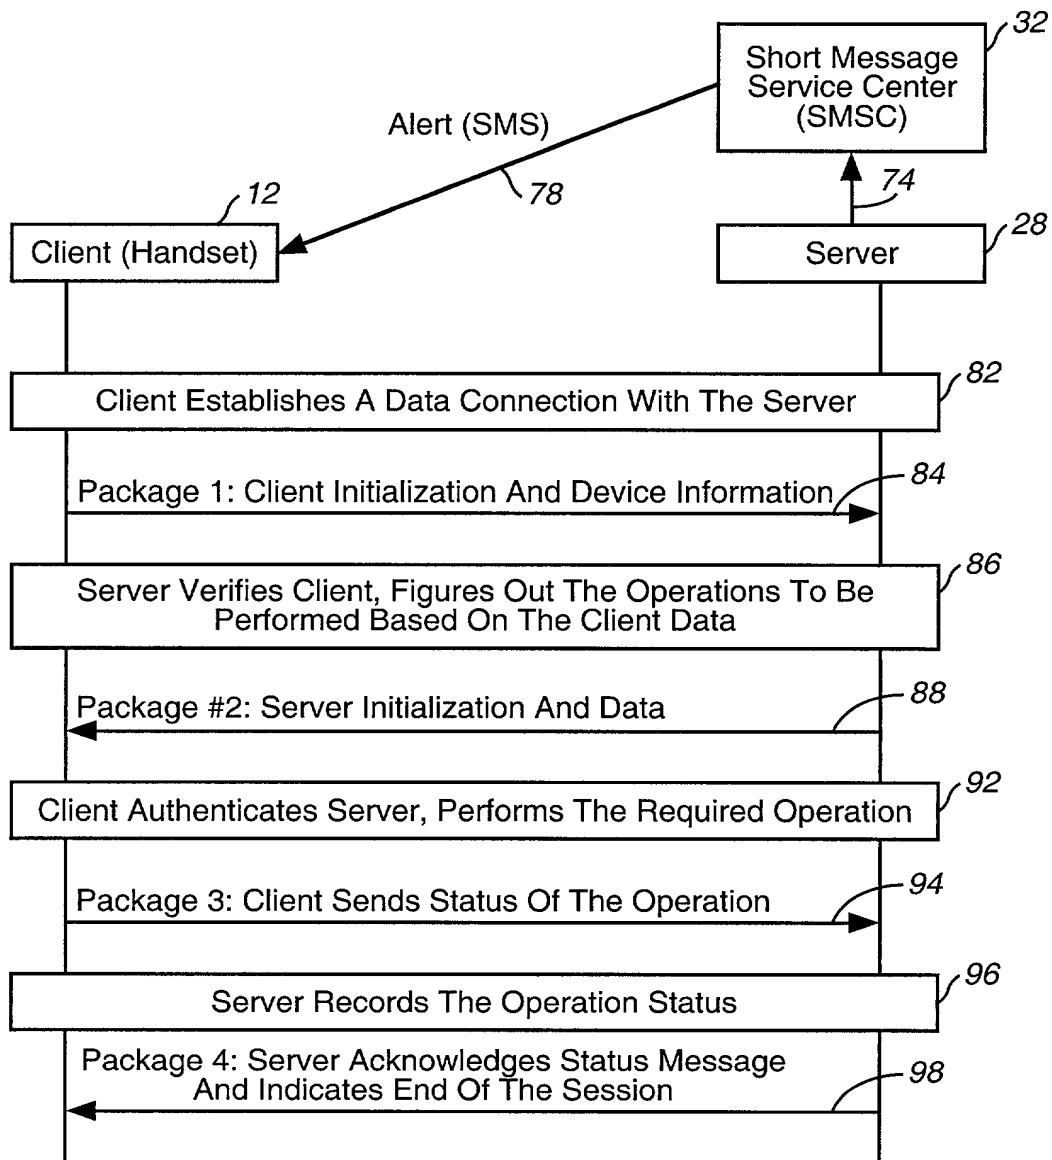 32
Short Message
Service Center
(SMSC)
Alert (SMS)
78
74
12
Client (Handset)
28
Server
82
Client Establishes A Data Connection With The Server
84
Package 1: Client Initialization And Device Information
86
Server Verifies Client, Figures Out The Operations To Be
Performed Based On The Client Data
88
Package #2: Server Initialization And Data
92
Client Authenticates Server, Performs The Required Operation
94
Package 3: Client Sends Status Of The Operation
96
Server Records The Operation Status
Package 4: Server Acknowledges Status Message
And Indicates End Of The Session
98